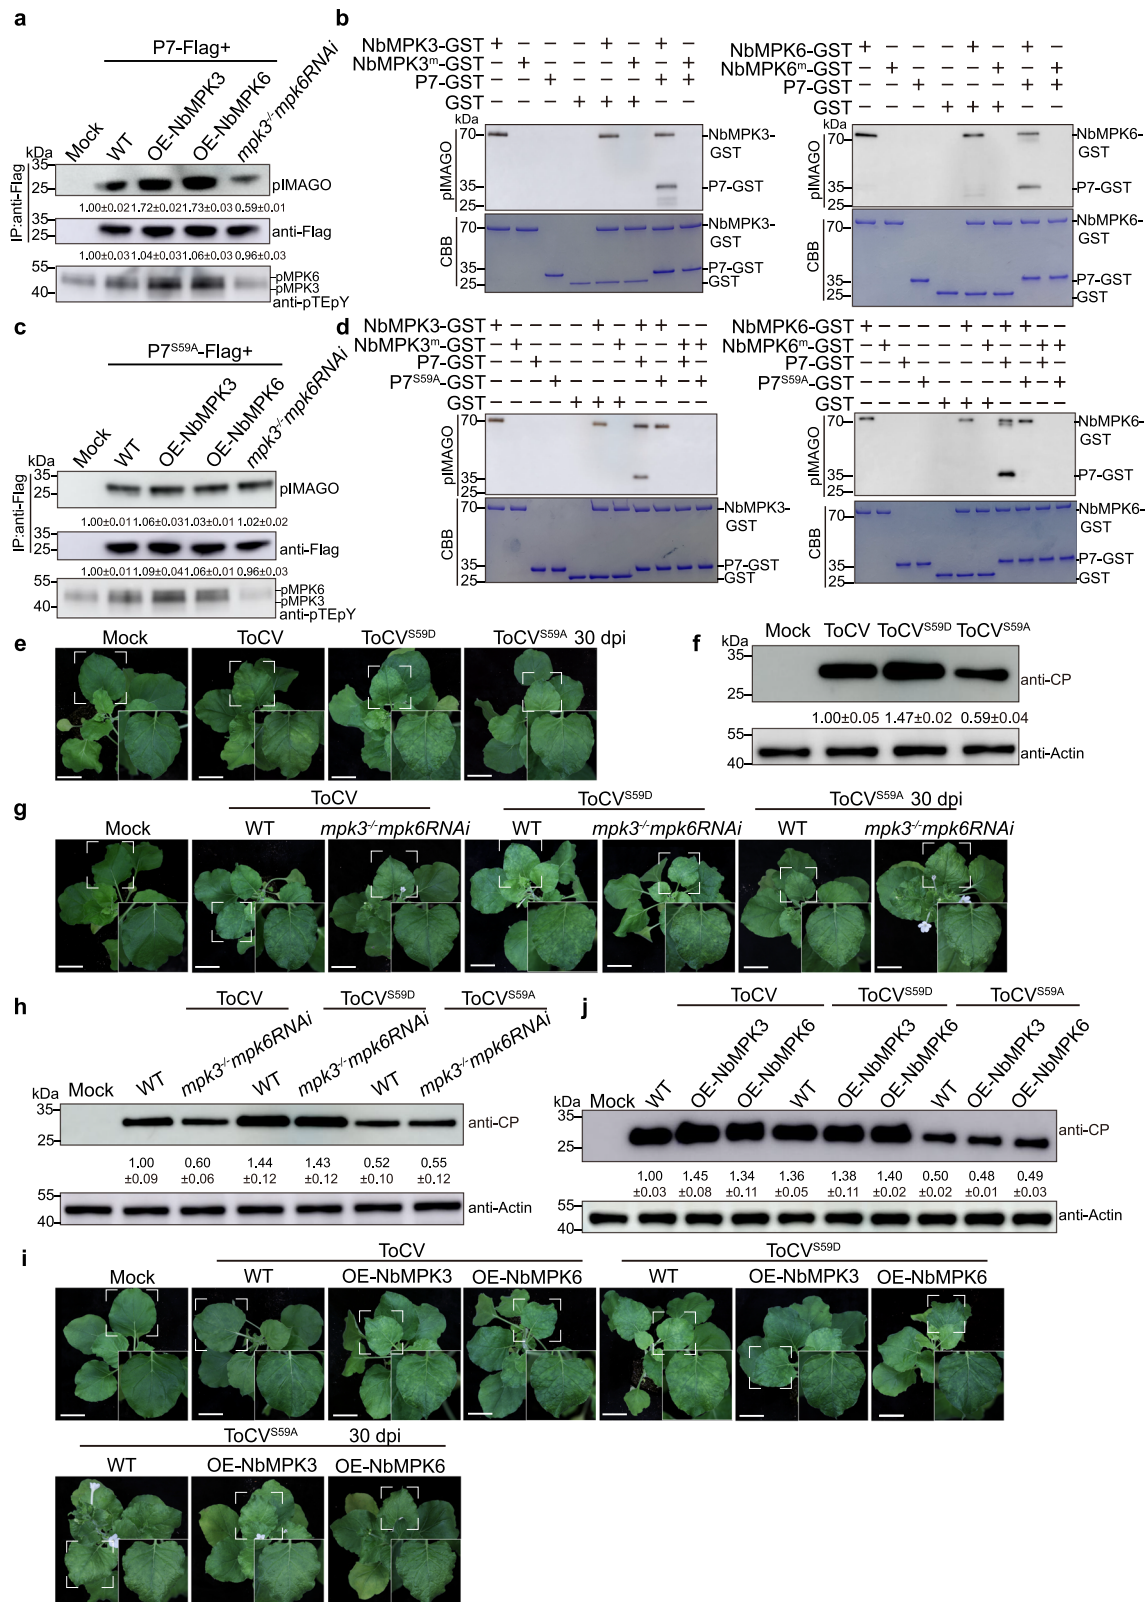 a
P7-Flag+
Mock
WT
OE-NbMPK3
OE-NbMPK6
mpk3-/-mpk6RNAi
kDa
IP:anti-Flag
35
25
pIMAGO
1.00±0.02 1.72±0.02 1.73±0.03 0.59±0.01
35
25
anti-Flag
1.00±0.03 1.04±0.03 1.06±0.03 0.96±0.03
55
40
pMPK6
pMPK3
anti-pTEpY
b
NbMPK3-GST + − − − + − + −
NbMPK3m-GST − + − − − + − +
P7-GST − − + − − − + +
GST − − − + + + − −
kDa
pIMAGO
70
35
25
NbMPK3-
GST
P7-GST
CBB
70
35
25
NbMPK3-
GST
P7-GST
GST
NbMPK6-GST + − − − + − + −
NbMPK6m-GST − + − − − + − +
P7-GST − − + − − − + +
GST − − − + + + − −
kDa
pIMAGO
70
35
25
NbMPK6-
GST
P7-GST
CBB
70
35
25
NbMPK6-
GST
P7-GST
GST
c
P7S59A-Flag+
Mock
WT
OE-NbMPK3
OE-NbMPK6
mpk3-/-mpk6RNAi
kDa
IP:anti-Flag
35
25
pIMAGO
1.00±0.01 1.06±0.03 1.03±0.01 1.02±0.02
35
25
anti-Flag
1.00±0.01 1.09±0.04 1.06±0.01 0.96±0.03
55
40
pMPK6
pMPK3
anti-pTEpY
d
NbMPK3-GST + − − − − + − + + − −
NbMPK3m-GST − + − − − − + − − + +
P7-GST − − + − − − − + − + −
P7S59A-GST − − − + − − − − + − +
GST − − − − + + + − − − −
pIMAGO
70
35
25
CBB
70
35
25
NbMPK3-
GST
P7-GST
GST
NbMPK6-GST + − − − − + − + + − −
NbMPK6m-GST − + − − − − + − − + +
P7-GST − − + − − − − + − + −
P7S59A-GST − − − + − − − − + − +
GST − − − − + + + − − − −
pIMAGO
70
35
25
NbMPK6-
GST
P7-GST
CBB
70
35
25
NbMPK6-
GST
P7-GST
GST
e
Mock ToCV ToCVS59D ToCVS59A 30 dpi
f
kDa Mock ToCV ToCVS59D ToCVS59A
35
25
anti-CP
1.00±0.05 1.47±0.02 0.59±0.04
55
40
anti-Actin
g
ToCV ToCVS59D ToCVS59A 30 dpi
Mock WT mpk3-/-mpk6RNAi WT mpk3-/-mpk6RNAi WT mpk3-/-mpk6RNAi
h
ToCV ToCVS59D ToCVS59A
kDa Mock WT mpk3-/-mpk6RNAi WT mpk3-/-mpk6RNAi WT mpk3-/-mpk6RNAi
35
25
anti-CP
1.00 0.60 1.44 1.43 0.52 0.55
±0.09 ±0.06 ±0.12 ±0.12 ±0.10 ±0.12
55
40
anti-Actin
j
ToCV ToCVS59D ToCVS59A
kDa Mock WT OE-NbMPK3 OE-NbMPK6 WT OE-NbMPK3 OE-NbMPK6 WT OE-NbMPK3 OE-NbMPK6
35
25
anti-CP
1.00 1.45 1.34 1.36 1.38 1.40 0.50 0.48 0.49
±0.03 ±0.08 ±0.11 ±0.05 ±0.11 ±0.02 ±0.02 ±0.01 ±0.03
55
40
anti-Actin
i
ToCV ToCVS59D
Mock WT OE-NbMPK3 OE-NbMPK6 WT OE-NbMPK3 OE-NbMPK6
ToCVS59A 30 dpi
WT OE-NbMPK3 OE-NbMPK6